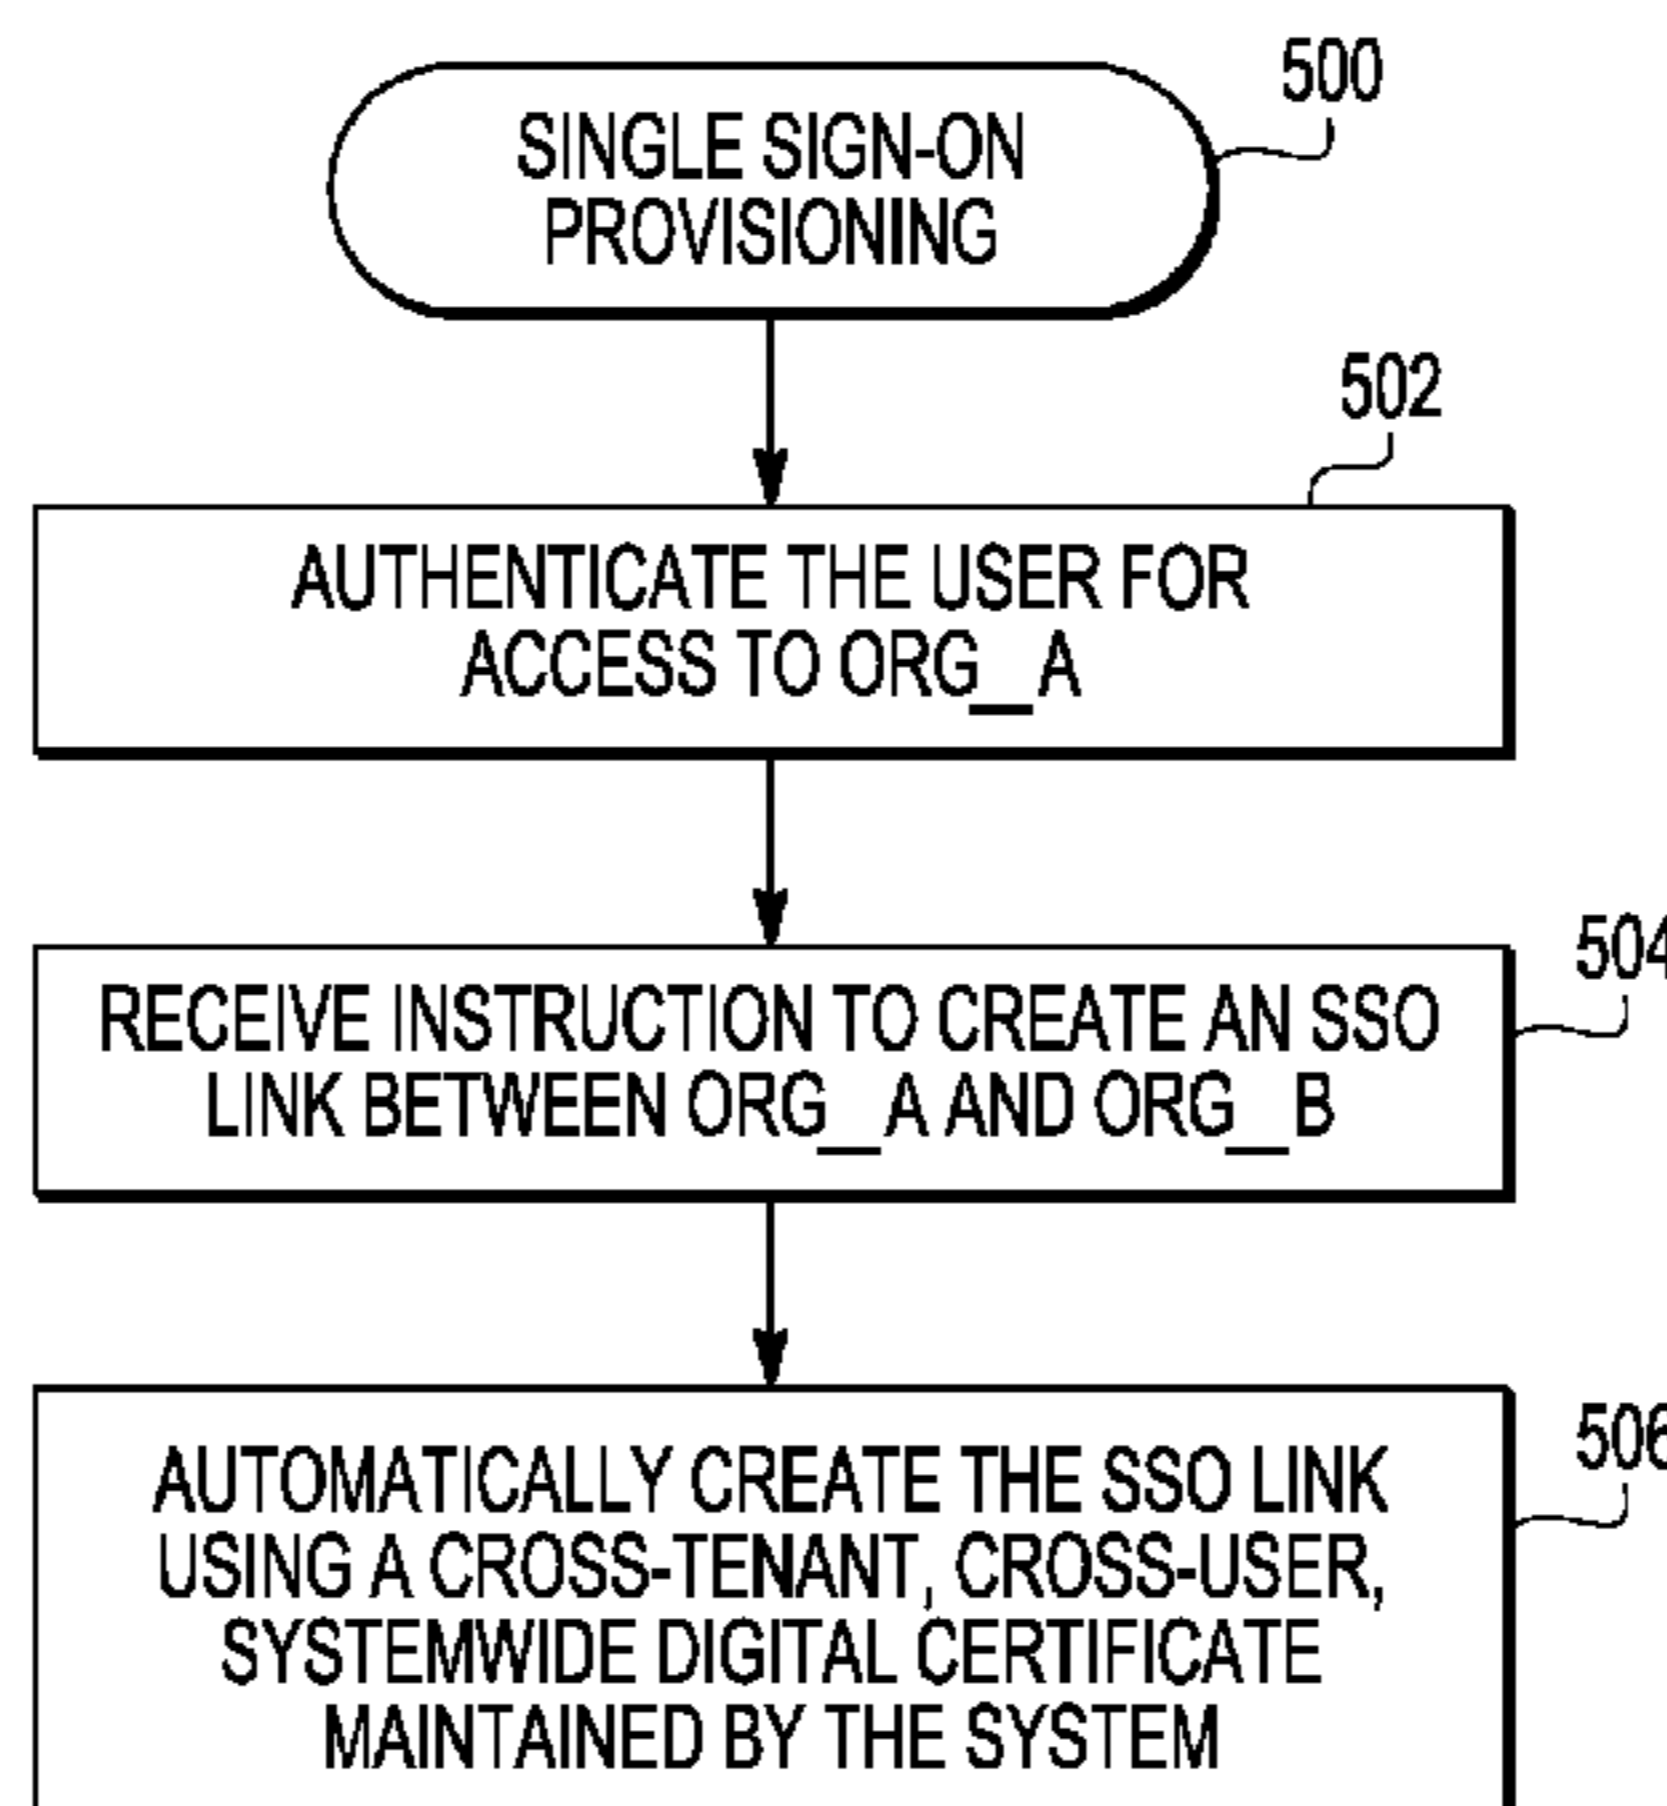 500
SINGLE SIGN-ON
PROVISIONING
502
AUTHENTICATE THE USER FOR
ACCESS TO ORG_A
504
RECEIVE INSTRUCTION TO CREATE AN SSO
LINK BETWEEN ORG_A AND ORG_B
506
AUTOMATICALLY CREATE THE SSO LINK
USING A CROSS-TENANT, CROSS-USER,
SYSTEMWIDE DIGITAL CERTIFICATE
MAINTAINED BY THE SYSTEM